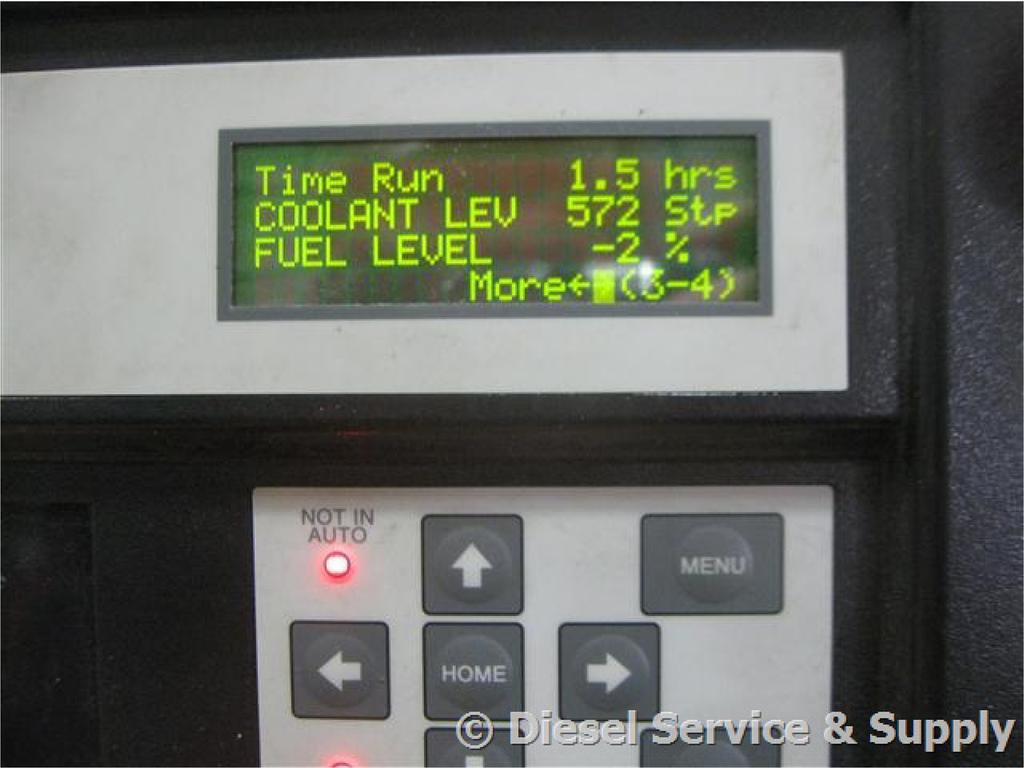 Time Run 1.5 hrs
COOLANT LEV 572 Stp
FUEL LEVEL -2 %
More← (3-4)
NOT IN
AUTO
MENU
HOME
© Diesel Service & Supply